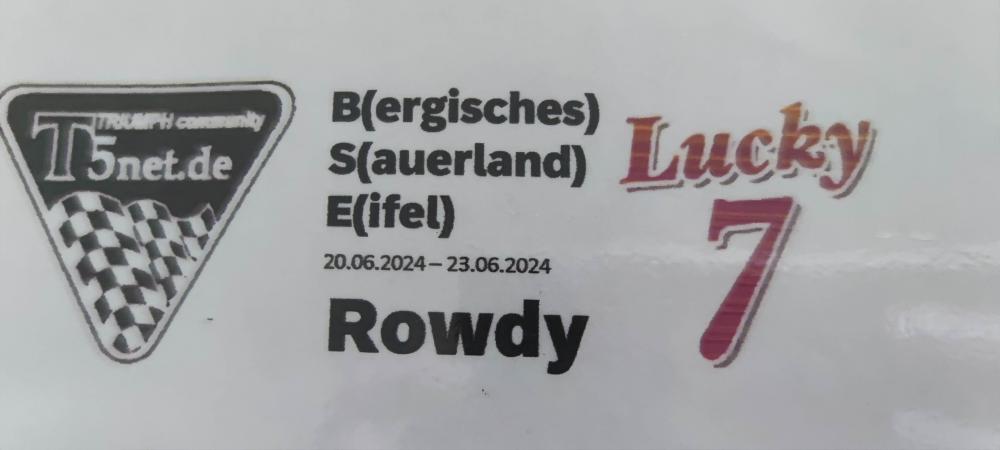 TRIUMPH community
T5net.de
B(ergisches)
S(auerland)
E(ifel)
20.06.2024 – 23.06.2024
Rowdy
Lucky
7